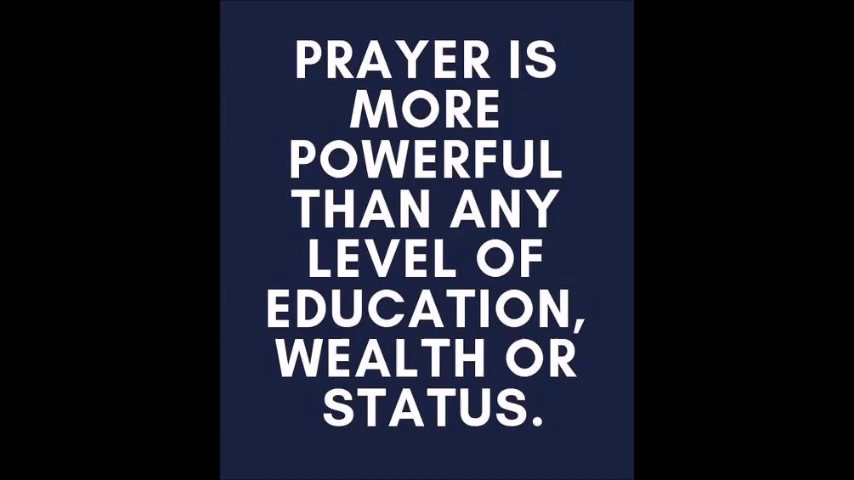 PRAYER IS
MORE
POWERFUL
THAN ANY
LEVEL OF
EDUCATION,
WEALTH OR
STATUS.